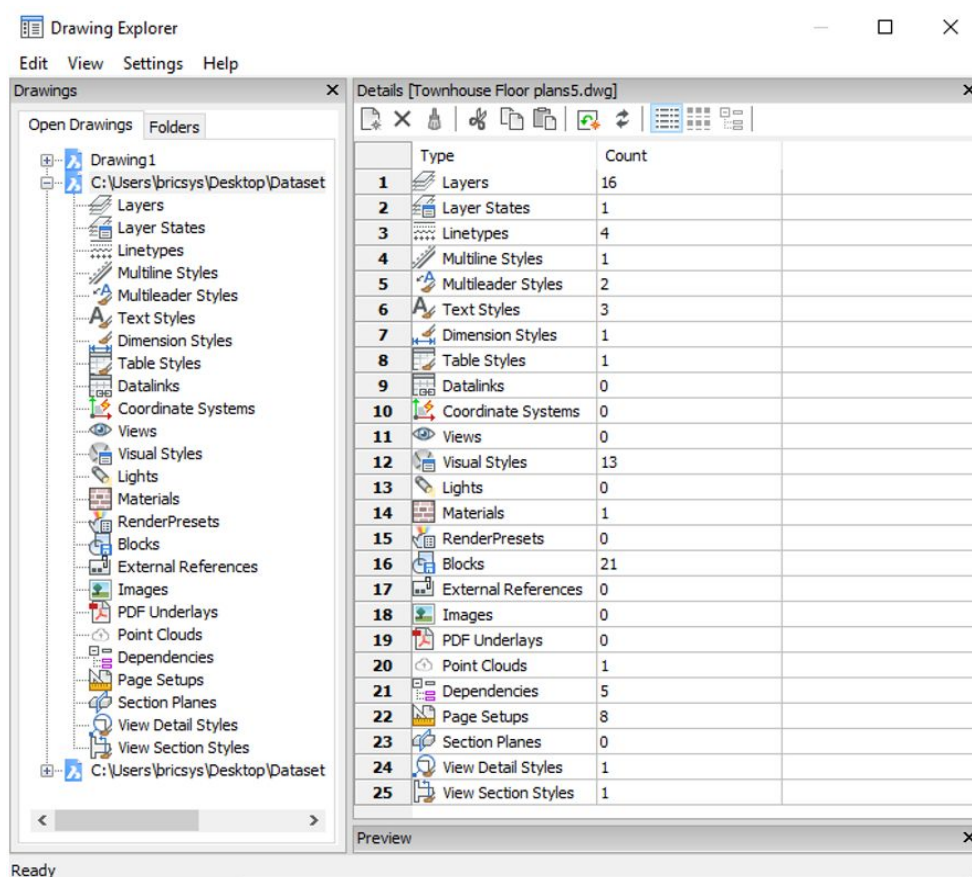 Drawing Explorer
Edit View Settings Help
Drawings
Open Drawings Folders
Drawing1
C:\Users\bricsys\Desktop\Dataset
Layers
Layer States
Linetypes
Multiline Styles
Multileader Styles
Text Styles
Dimension Styles
Table Styles
Datalinks
Coordinate Systems
Views
Visual Styles
Lights
Materials
RenderPresets
Blocks
External References
Images
PDF Underlays
Point Clouds
Dependencies
Page Setups
Section Planes
View Detail Styles
View Section Styles
C:\Users\bricsys\Desktop\Dataset
Details [Townhouse Floor plans5.dwg]
Type Count
1 Layers 16
2 Layer States 1
3 Linetypes 4
4 Multiline Styles 1
5 Multileader Styles 2
6 Text Styles 3
7 Dimension Styles 1
8 Table Styles 1
9 Datalinks 0
10 Coordinate Systems 0
11 Views 0
12 Visual Styles 13
13 Lights 0
14 Materials 1
15 RenderPresets 0
16 Blocks 21
17 External References 0
18 Images 0
19 PDF Underlays 0
20 Point Clouds 1
21 Dependencies 5
22 Page Setups 8
23 Section Planes 0
24 View Detail Styles 1
25 View Section Styles 1
Preview
Ready